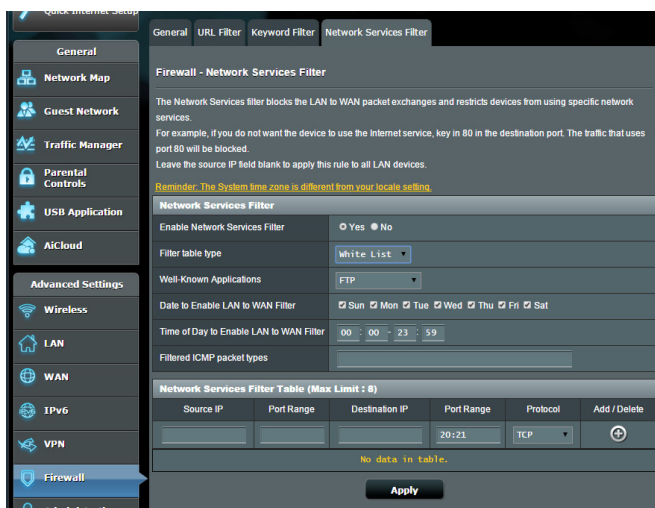 Quick Internet Setup
General
Network Map
Guest Network
Traffic Manager
Parental
Controls
USB Application
AiCloud
Advanced Settings
Wireless
LAN
WAN
IPv6
VPN
Firewall
General URL Filter Keyword Filter Network Services Filter
Firewall - Network Services Filter
The Network Services filter blocks the LAN to WAN packet exchanges and restricts devices from using specific network
services.
For example, if you do not want the device to use the Internet service, key in 80 in the destination port. The traffic that uses
port 80 will be blocked.
Leave the source IP field blank to apply this rule to all LAN devices.
Reminder: The System time zone is different from your locale setting.
Network Services Filter
Enable Network Services Filter Yes No
Filter table type White List
Well-Known Applications FTP
Date to Enable LAN to WAN Filter Sun Mon Tue Wed Thu Fri Sat
Time of Day to Enable LAN to WAN Filter 00 : 00 - 23 : 59
Filtered ICMP packet types
Network Services Filter Table (Max Limit : 8)
Source IP Port Range Destination IP Port Range Protocol Add / Delete
20:21 TCP
No data in table.
Apply